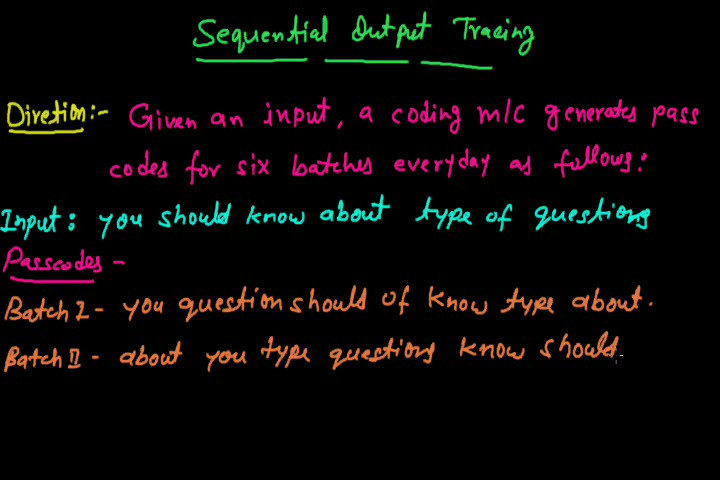 Sequential Output Tracing
Diretion:- Given an input, a coding m/c generates pass
codes for six batches everyday as follows:
Input: you should know about type of questions
Passcodes -
Batch I - you question should of know type about.
Batch II - about you type questions know should